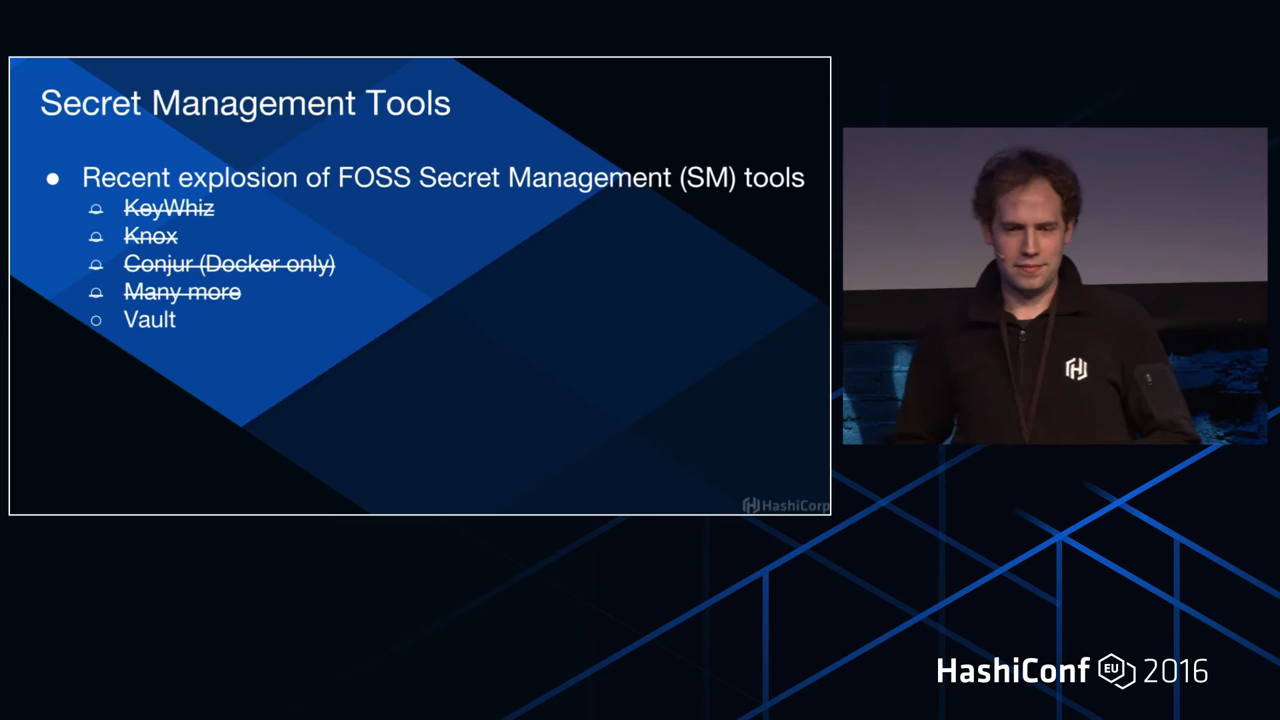 Secret Management Tools
● Recent explosion of FOSS Secret Management (SM) tools
○ KeyWhiz
○ Knox
○ Conjur (Docker only)
○ Many more
○ Vault
HashiCorp
HashiConf EU 2016